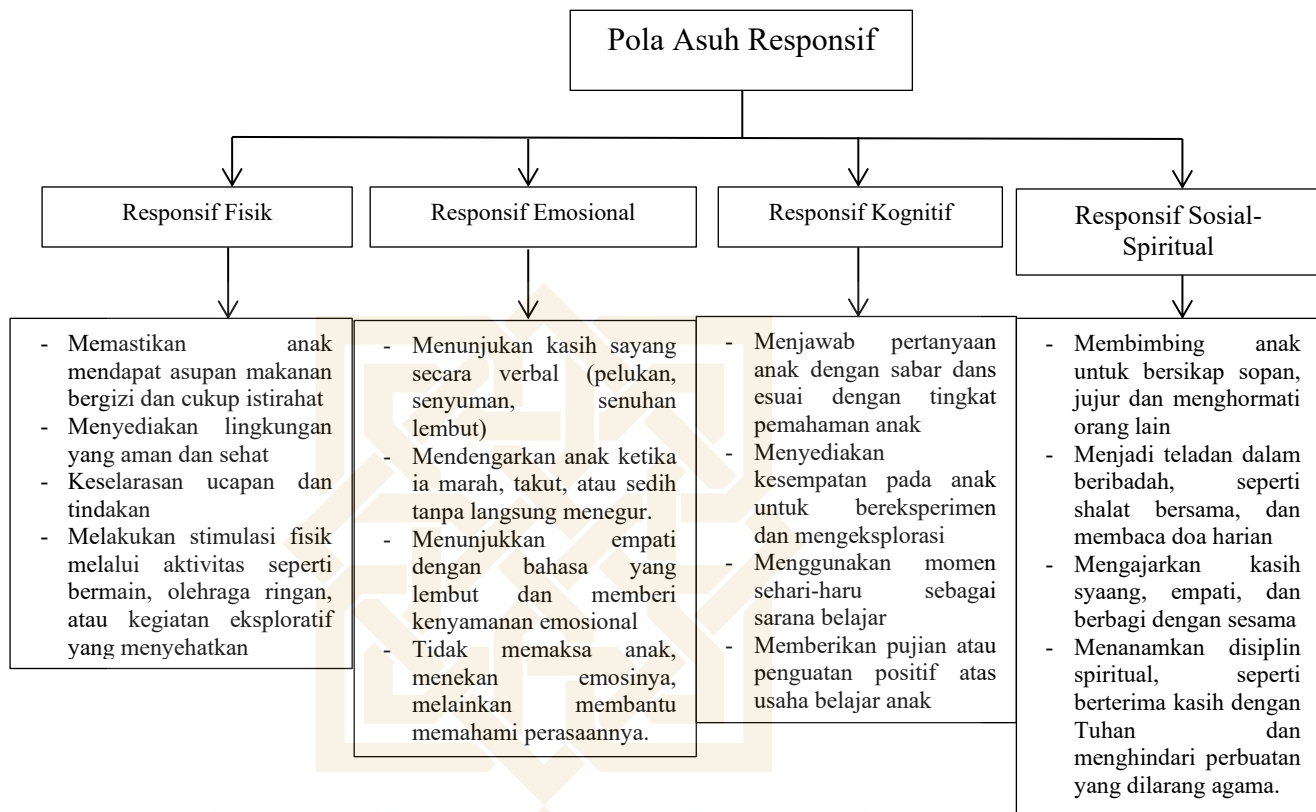 Pola Asuh Responsif
Responsif Fisik
Responsif Emosional
Responsif Kognitif
Responsif Sosial-
Spiritual
- Memastikan anak
mendapat asupan makanan
bergizi dan cukup istirahat
- Menyediakan lingkungan
yang aman dan sehat
- Keselarasan ucapan dan
tindakan
- Melakukan stimulasi fisik
melalui aktivitas seperti
bermain, olahraga ringan,
atau kegiatan eksploratif
yang menyehatkan
- Menunjukan kasih sayang
secara verbal (pelukan,
senyuman, senuhan
lembut)
- Mendengarkan anak ketika
ia marah, takut, atau sedih
tanpa langsung menegur.
- Menunjukkan empati
dengan bahasa yang
lembut dan memberi
kenyamanan emosional
- Tidak memaksa anak,
menekan emosinya,
melainkan membantu
memahami perasaannya.
- Menjawab pertanyaan
anak dengan sabar dans
esuai dengan tingkat
pemahaman anak
- Menyediakan
kesempatan pada anak
untuk bereksperimen
dan mengeksplorasi
- Menggunakan momen
sehari-haru sebagai
sarana belajar
- Memberikan pujian atau
penguatan positif atas
usaha belajar anak
- Membimbing anak
untuk bersikap sopan,
jujur dan menghormati
orang lain
- Menjadi teladan dalam
beribadah, seperti
shalat bersama, dan
membaca doa harian
- Mengajarkan kasih
syaang, empati, dan
berbagi dengan sesama
- Menanamkan disiplin
spiritual, seperti
berterima kasih dengan
Tuhan dan
menghindari perbuatan
yang dilarang agama.